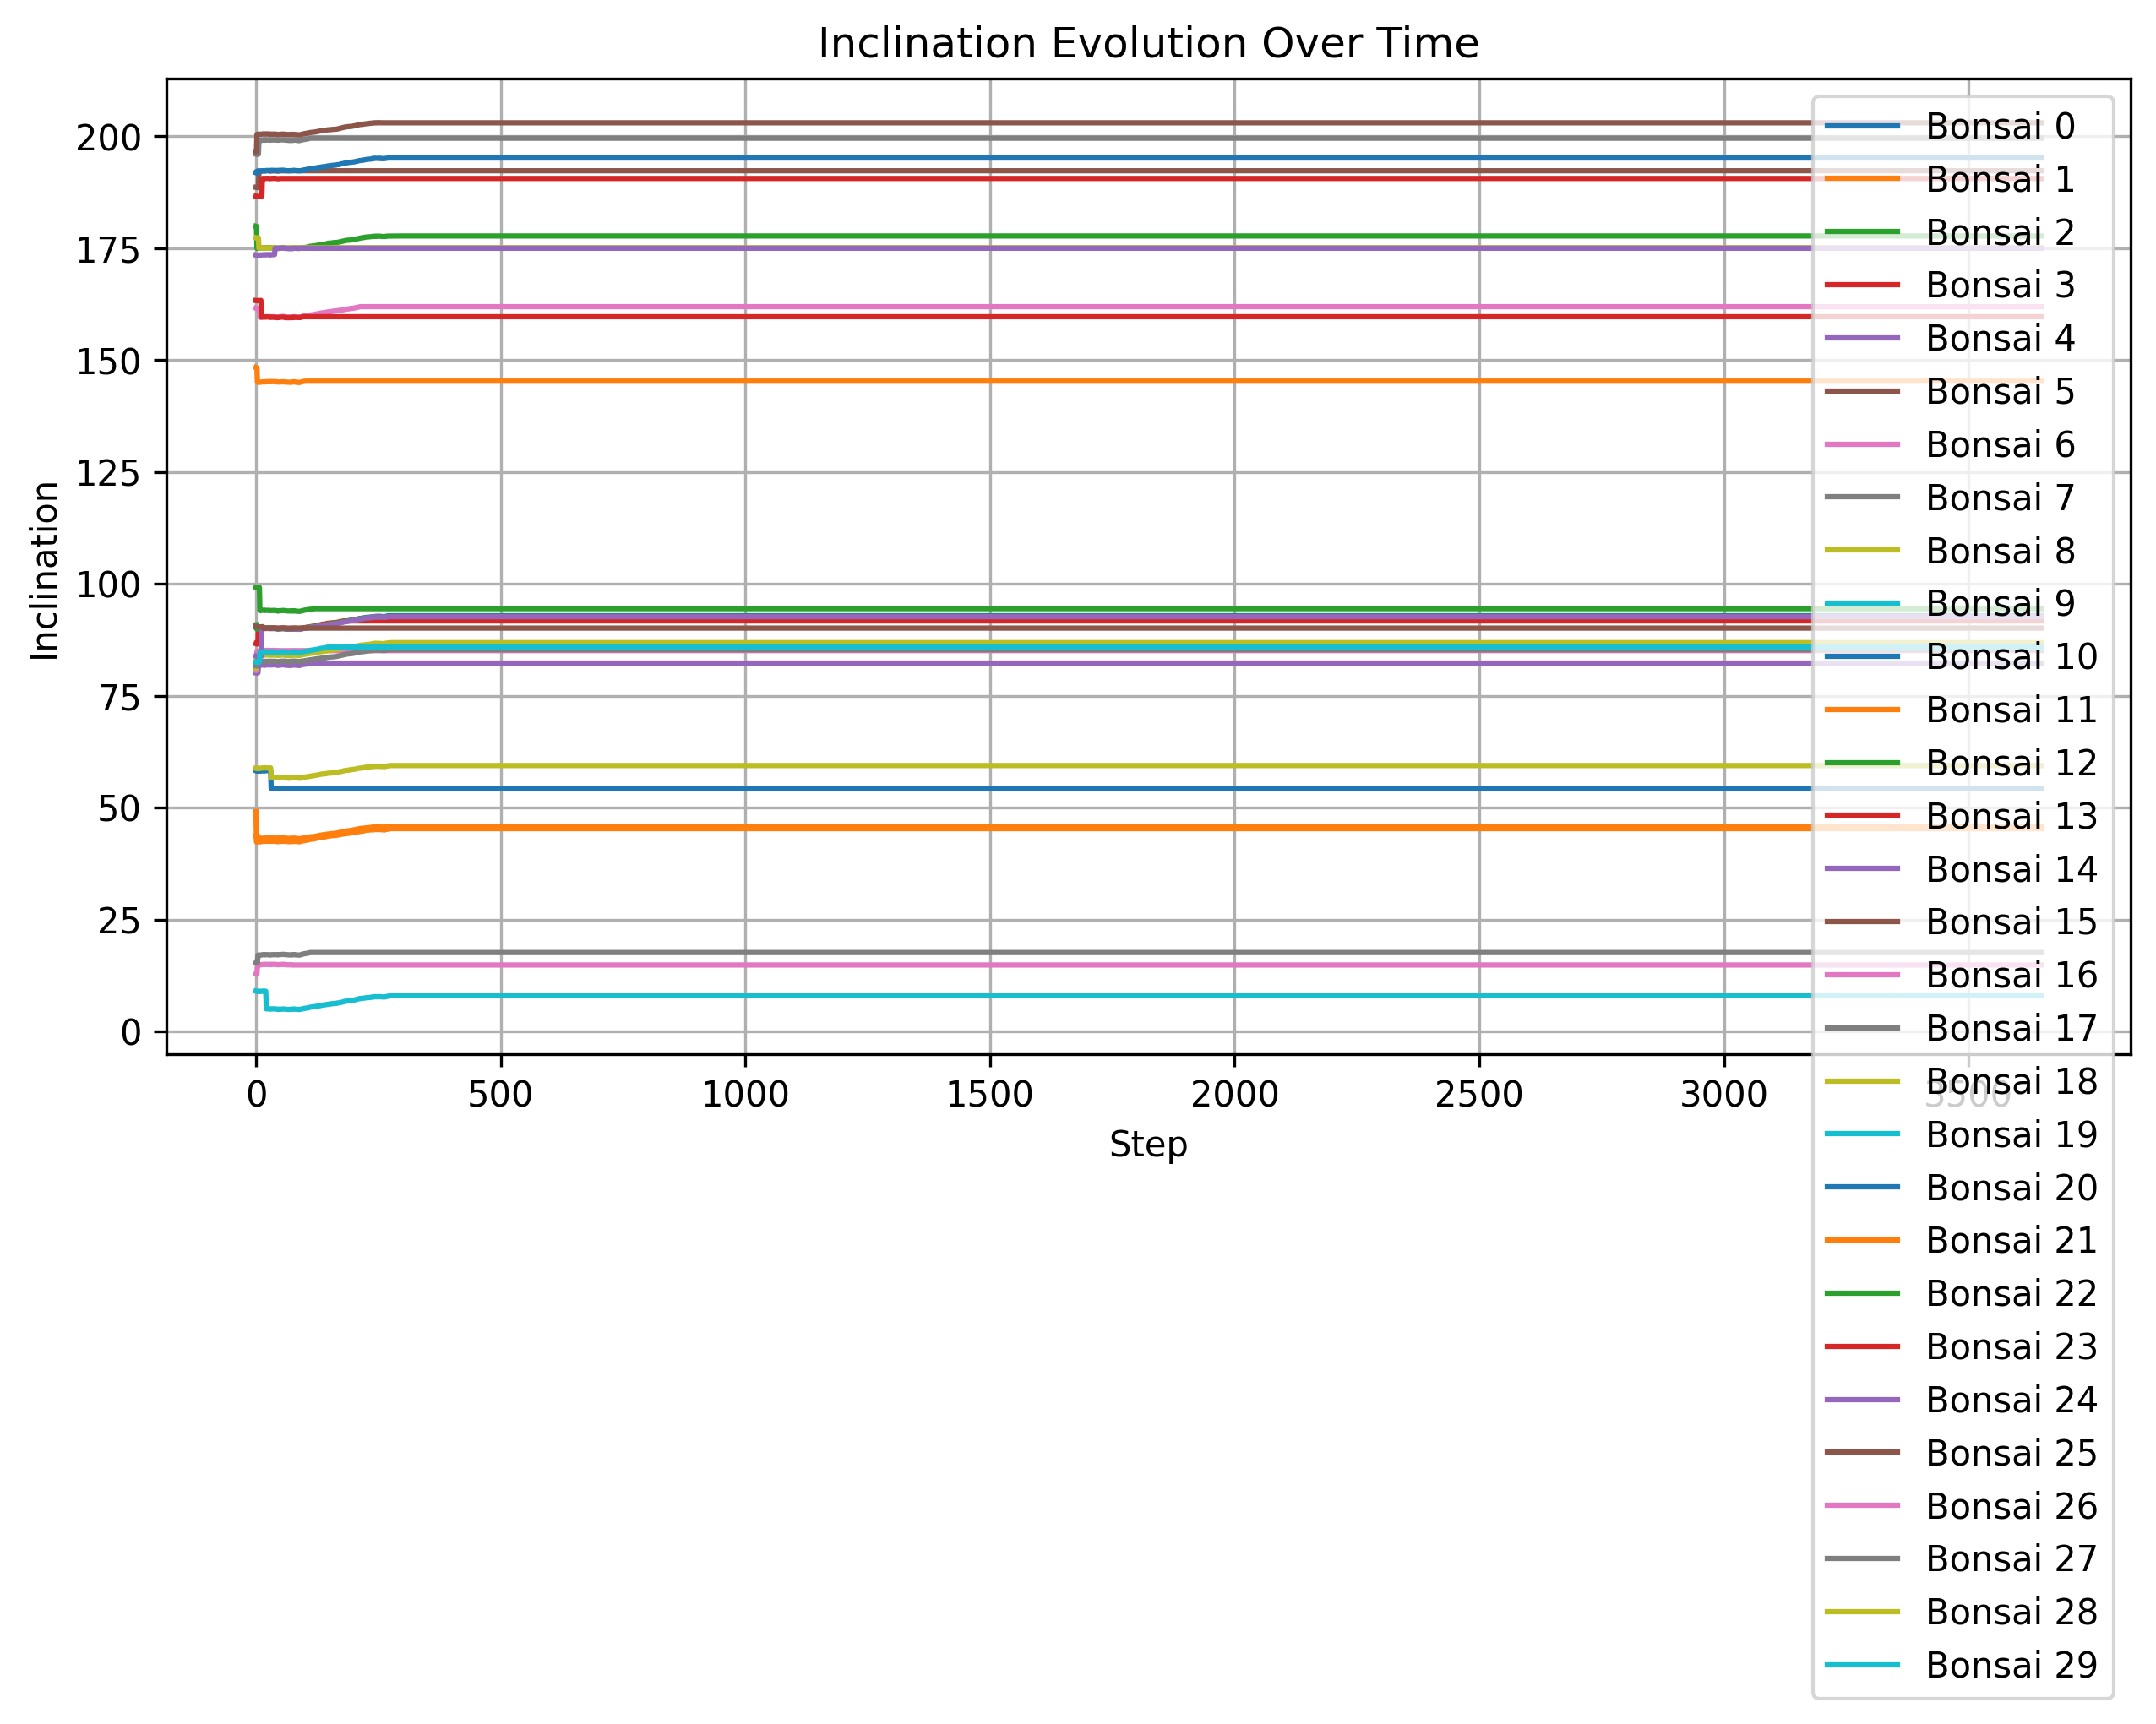 Inclination Evolution Over Time
Inclination
200
175
150
125
100
75
50
25
0
0 500 1000 1500 2000 2500 3000 3500
Step
Bonsai 0
Bonsai 1
Bonsai 2
Bonsai 3
Bonsai 4
Bonsai 5
Bonsai 6
Bonsai 7
Bonsai 8
Bonsai 9
Bonsai 10
Bonsai 11
Bonsai 12
Bonsai 13
Bonsai 14
Bonsai 15
Bonsai 16
Bonsai 17
Bonsai 18
Bonsai 19
Bonsai 20
Bonsai 21
Bonsai 22
Bonsai 23
Bonsai 24
Bonsai 25
Bonsai 26
Bonsai 27
Bonsai 28
Bonsai 29